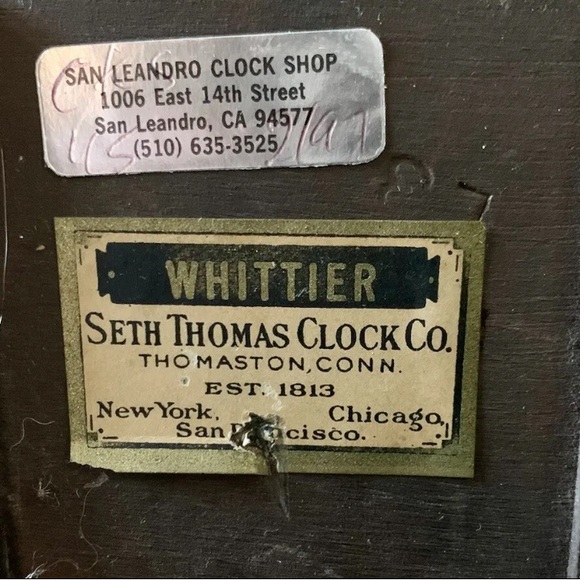 SAN LEANDRO CLOCK SHOP
1006 East 14th Street
San Leandro, CA 94577
(510) 635-3525
WHITTIER
SETH THOMAS CLOCK CO.
THOMASTON, CONN.
EST. 1813
New York, Chicago,
San Francisco.